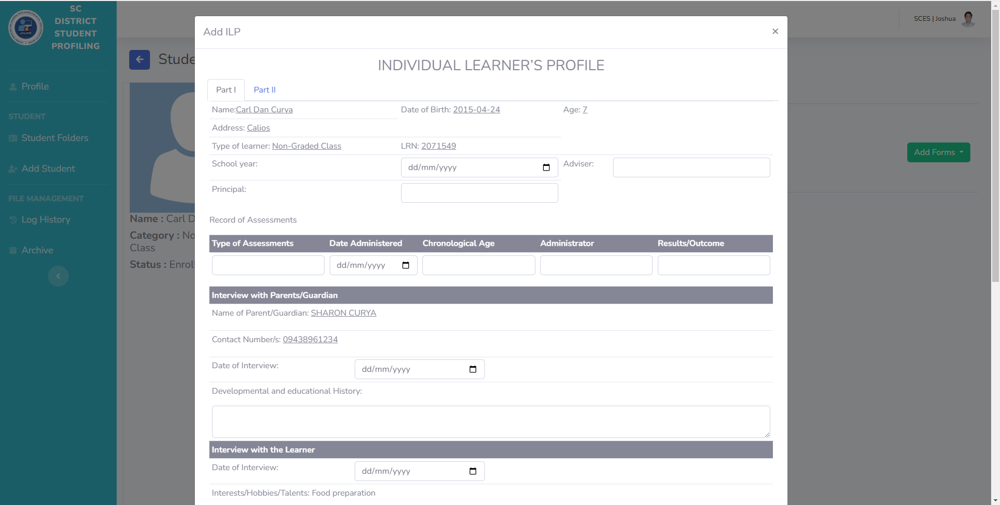 SC
DISTRICT
STUDENT
PROFILING
SPLWD
SCES | Joshua
Profile
STUDENT
Student Folders
Add Student
FILE MANAGEMENT
Log History
Archive
Stude
Name : Carl D
Category : No
Class
Status : Enrol
Add Forms
Add ILP
×
INDIVIDUAL LEARNER’S PROFILE
Part I Part II
Name:Carl Dan Curya Date of Birth: 2015-04-24 Age: 7
Address: Calios
Type of learner: Non-Graded Class LRN: 2071549
School year: dd/mm/yyyy Adviser:
Principal:
Record of Assessments
Type of Assessments Date Administered Chronological Age Administrator Results/Outcome
dd/mm/yyyy
Interview with Parents/Guardian
Name of Parent/Guardian: SHARON CURYA
Contact Number/s: 09438961234
Date of Interview: dd/mm/yyyy
Developmental and educational History:
Interview with the Learner
Date of Interview: dd/mm/yyyy
Interests/Hobbies/Talents: Food preparation